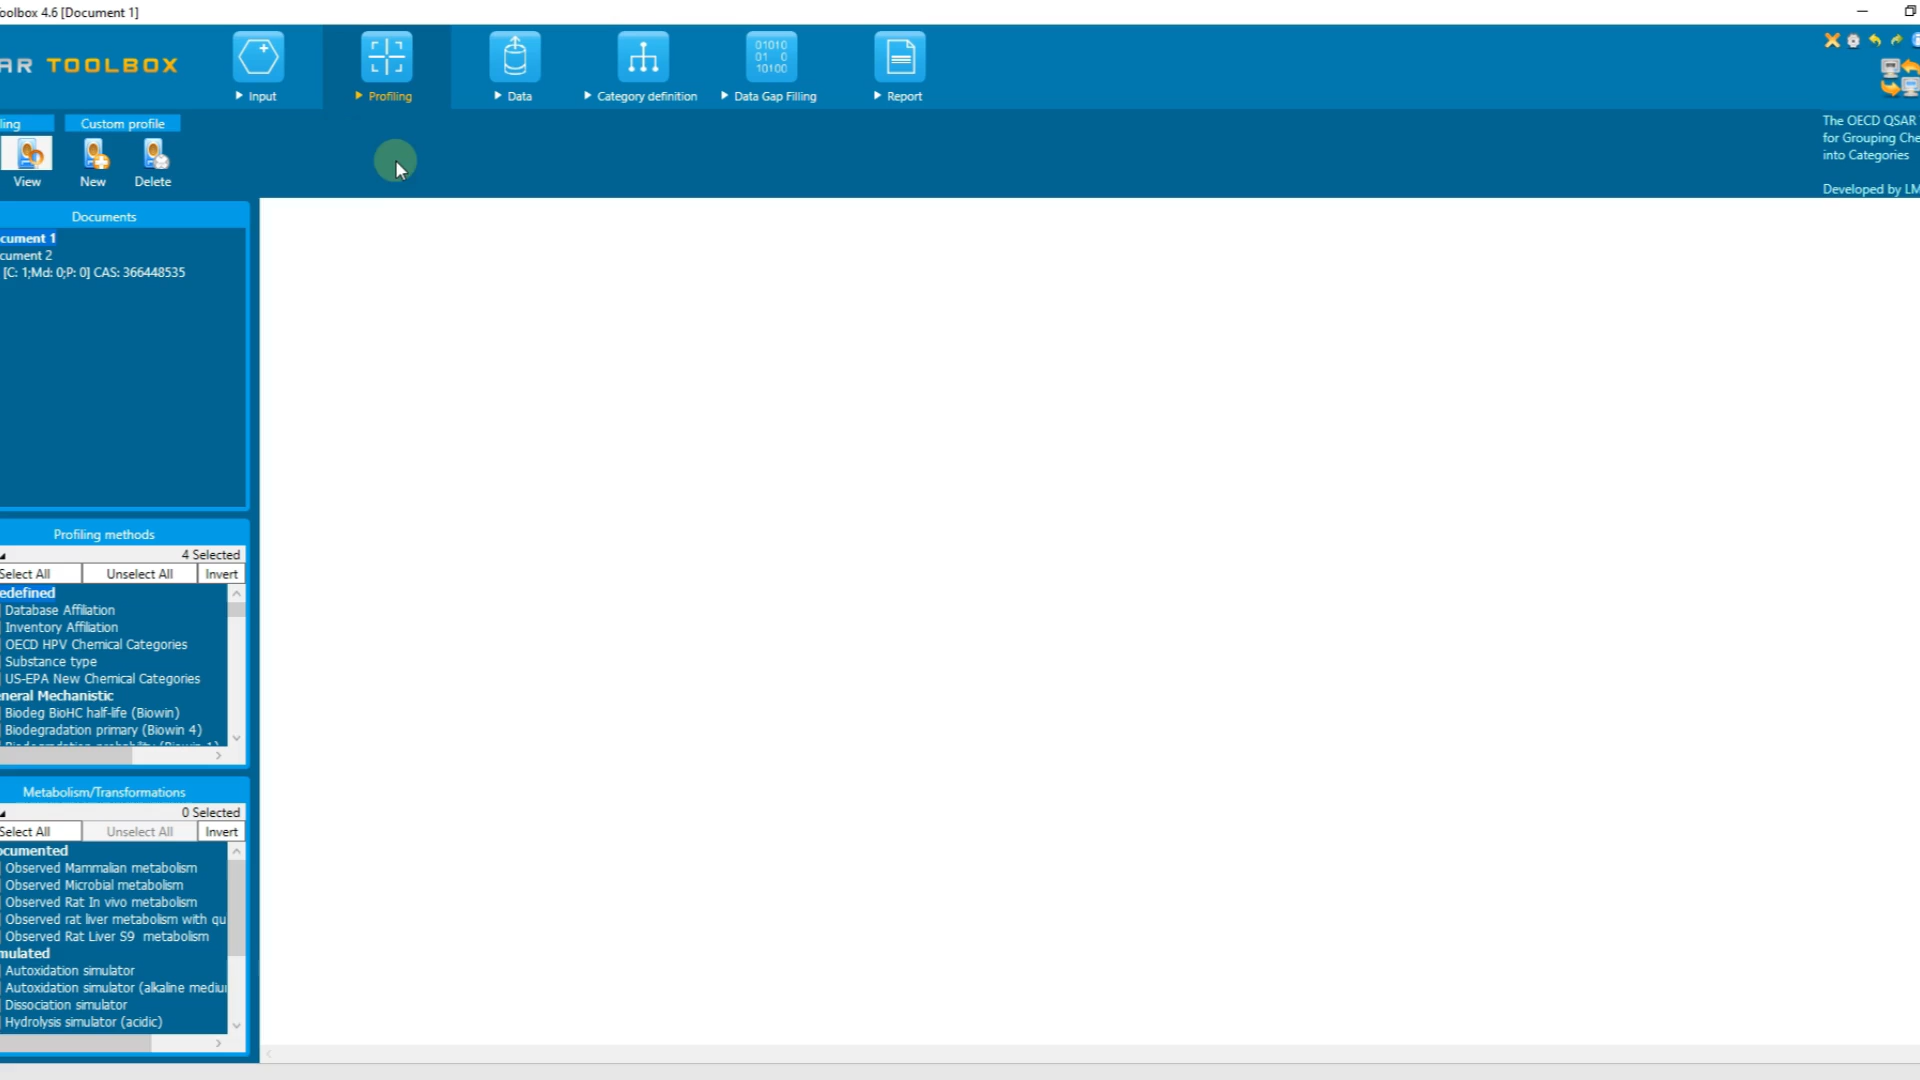 oolbox 4.6 [Document 1]
AR TOOLBOX
Input
Profiling
Data
Category definition
01010
01 0
10100
Data Gap Filling
Report
The OECD QSAR
for Grouping Che
into Categories
Developed by LM
ling
Custom profile
View
New
Delete
Documents
cument 1
cument 2
[C: 1;Md: 0;P: 0] CAS: 366448535
Profiling methods
4 Selected
Select All
Unselect All
Invert
edefined
Database Affiliation
Inventory Affiliation
OECD HPV Chemical Categories
Substance type
US-EPA New Chemical Categories
neral Mechanistic
Biodeg BioHC half-life (Biowin)
Biodegradation primary (Biowin 4)
Biodegradation probability (Biowin 1)
Metabolism/Transformations
0 Selected
Select All
Unselect All
Invert
ocumented
Observed Mammalian metabolism
Observed Microbial metabolism
Observed Rat In vivo metabolism
Observed rat liver metabolism with qu
Observed Rat Liver S9 metabolism
mulated
Autoxidation simulator
Autoxidation simulator (alkaline mediu
Dissociation simulator
Hydrolysis simulator (acidic)